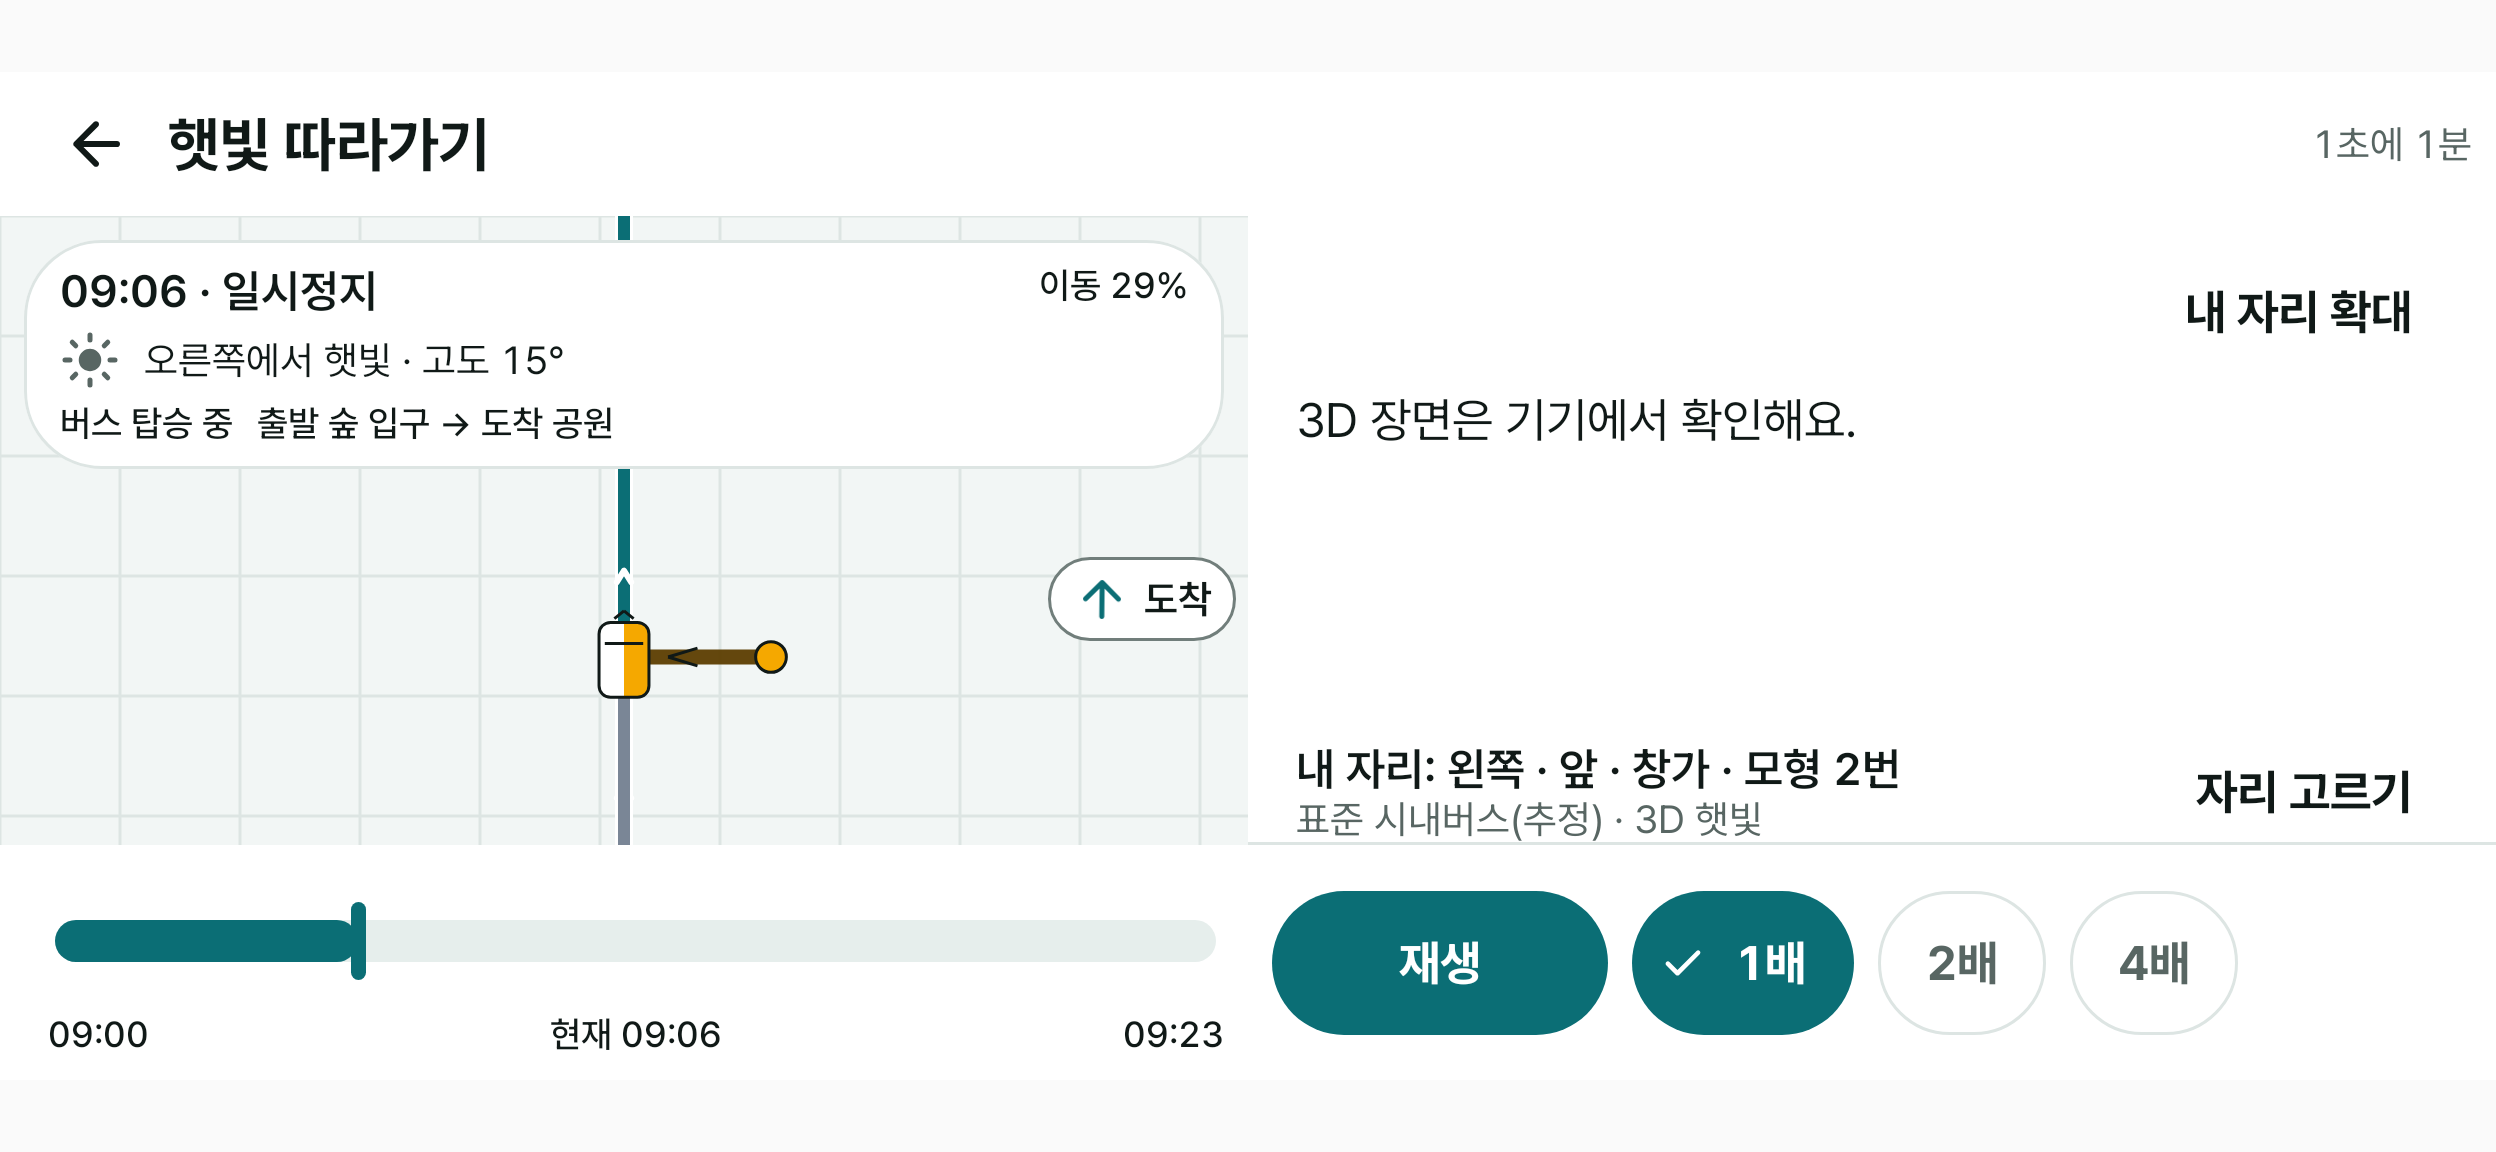 햇빛 따라가기
1초에 1분
09:06 · 일시정지
이동 29%
오른쪽에서 햇빛 · 고도 15°
버스 탑승 중 출발 숲 입구 → 도착 공원
도착
내 자리 확대
3D 장면은 기기에서 확인해요.
내 자리: 왼쪽 · 앞 · 창가 · 모형 2번
표준 시내버스(추정) · 3D 햇빛
자리 고르기
09:00
현재 09:06
09:23
재생
1배
2배
4배